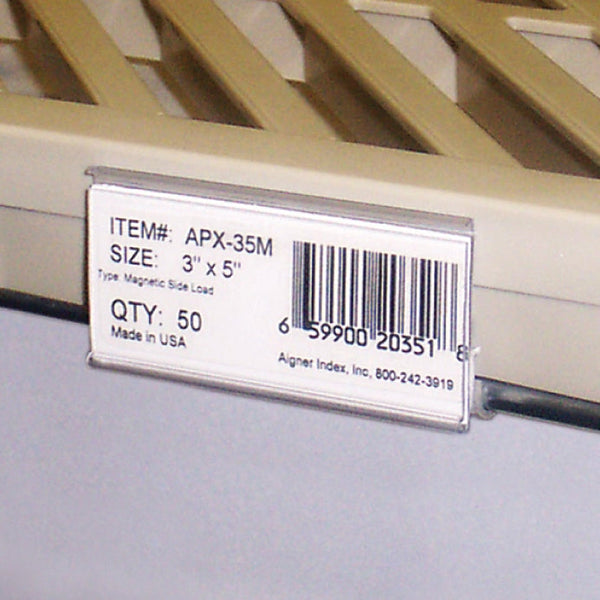 ITEM#: APX-35M
SIZE: 3" x 5"
Type: Magnetic Side Load
QTY: 50
Made in USA
6 59900 20351 8
Aigner Index, Inc, 800-242-3919